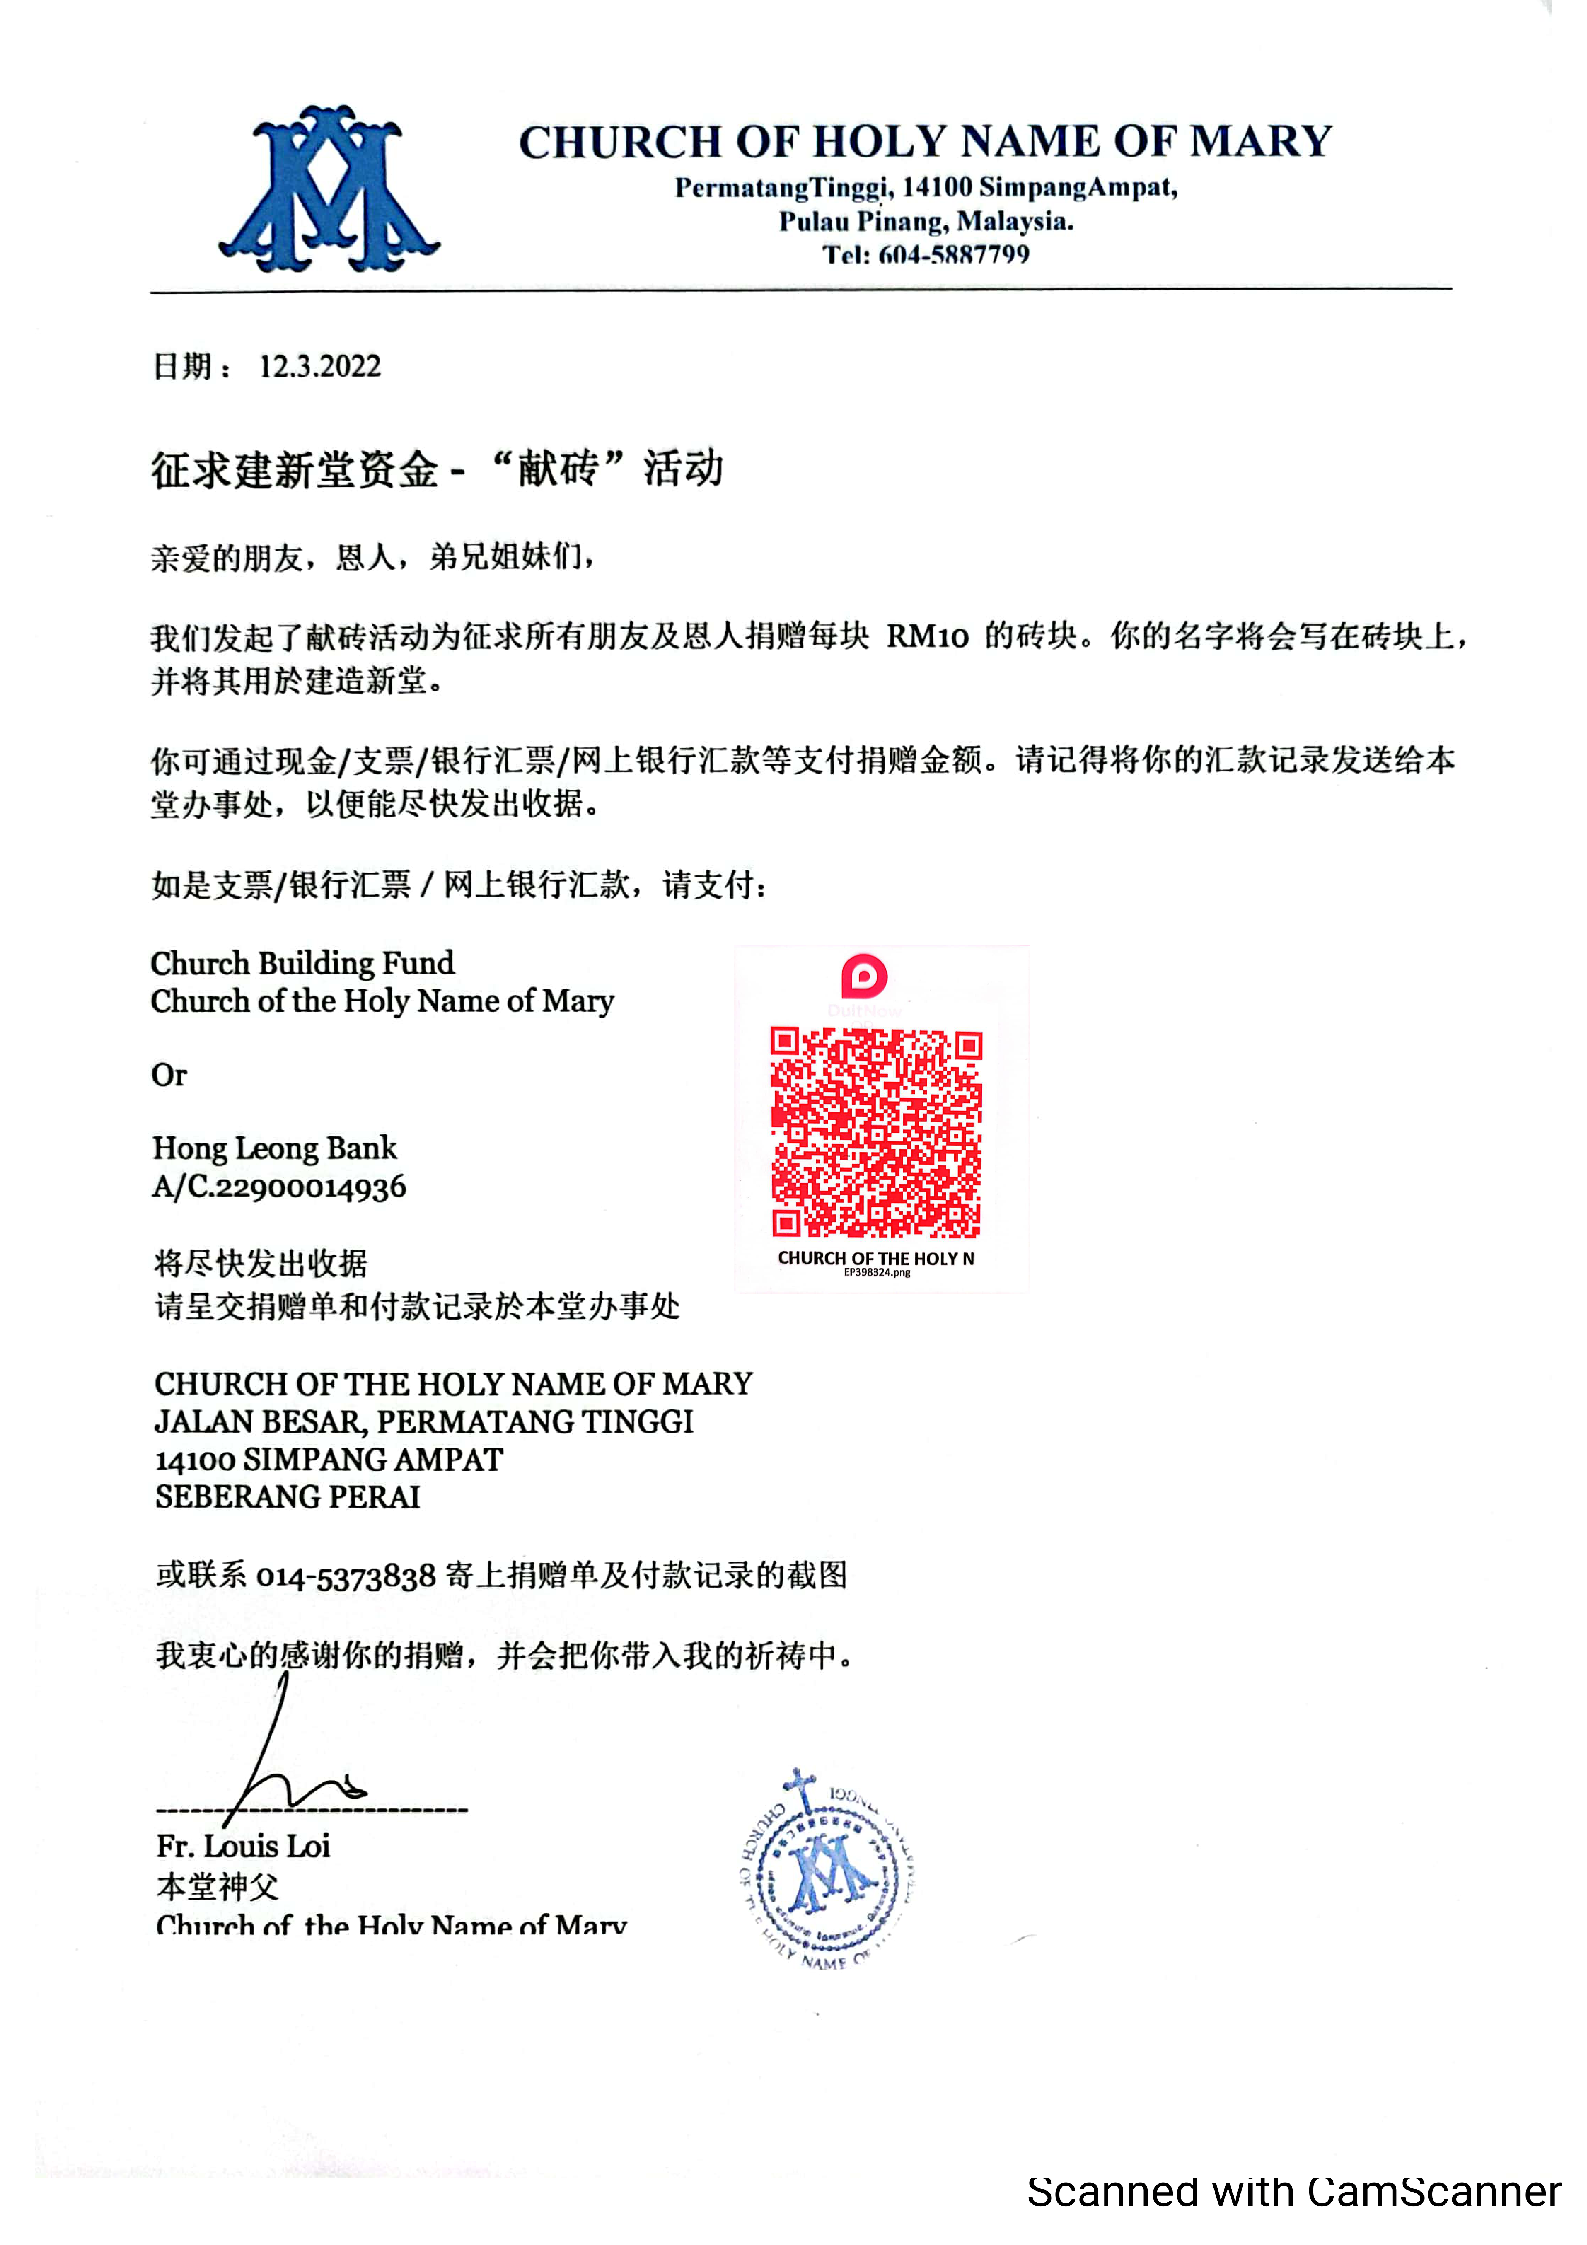 CHURCH OF HOLY NAME OF MARY
PermatangTinggi, 14100 SimpangAmpat,
Pulau Pinang, Malaysia.
Tel: 604-5887799
日期： 12.3.2022
征求建新堂资金 - “献砖”活动
亲爱的朋友，恩人，弟兄姐妹们，
我们发起了献砖活动为征求所有朋友及恩人捐赠每块 RM10 的砖块。你的名字将会写在砖块上，
并将其用於建造新堂。
你可通过现金/支票/银行汇票/网上银行汇款等支付捐赠金额。请记得将你的汇款记录发送给本
堂办事处，以便能尽快发出收据。
如是支票/银行汇票 / 网上银行汇款，请支付：
Church Building Fund
Church of the Holy Name of Mary
Or
Hong Leong Bank
A/C.22900014936
DuitNow
QR
CHURCH OF THE HOLY N
EP398324.png
将尽快发出收据
请呈交捐赠单和付款记录於本堂办事处
CHURCH OF THE HOLY NAME OF MARY
JALAN BESAR, PERMATANG TINGGI
14100 SIMPANG AMPAT
SEBERANG PERAI
或联系 014-5373838 寄上捐赠单及付款记录的截图
我衷心的感谢你的捐赠，并会把你带入我的祈祷中。
Fr. Louis Loi
本堂神父
Church of the Holy Name of Mary
CHURCH OF THE HOLY NAME OF
TINGGI
Scanned with CamScanner